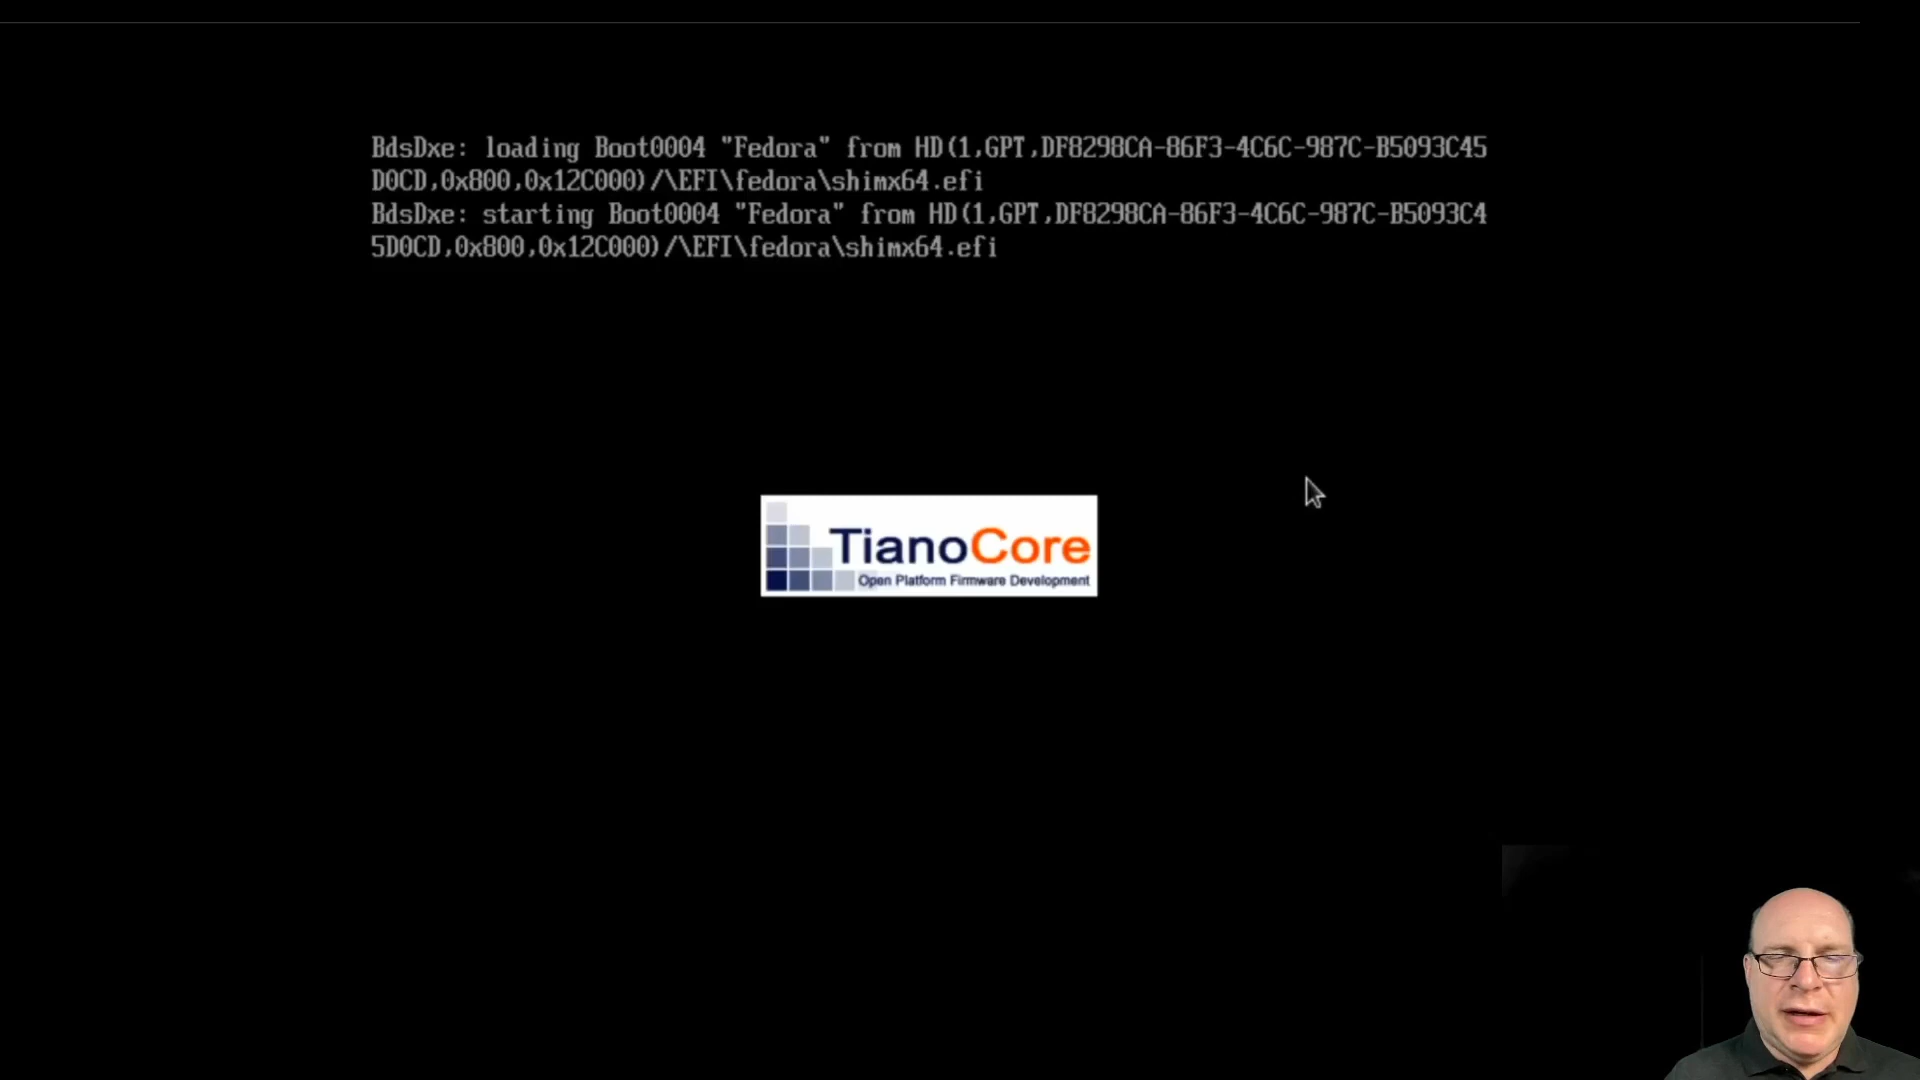 BdsDxe: loading Boot0004 "Fedora" from HD(1,GPT,DF8298CA-86F3-4C6C-987C-B5093C45
D0CD,0x800,0x12C000)/\EFI\fedora\shimx64.efi
BdsDxe: starting Boot0004 "Fedora" from HD(1,GPT,DF8298CA-86F3-4C6C-987C-B5093C4
5D0CD,0x800,0x12C000)/\EFI\fedora\shimx64.efi
TianoCore
Open Platform Firmware Development